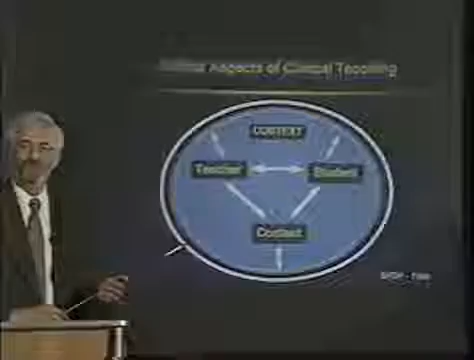 Aspects of Clinical Teaching
CONTEXT
Teacher
Student
Content